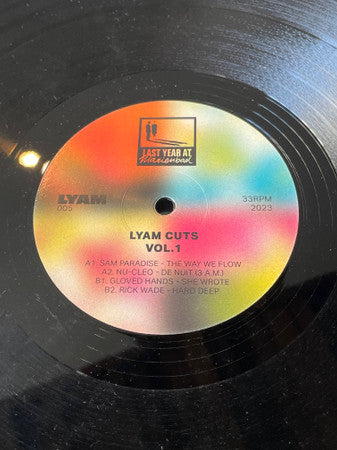 LAST YEAR AT
Marienbad
LYAM
005
33RPM
2023
LYAM CUTS
VOL.1
A1. SAM PARADISE - THE WAY WE FLOW
A2. NU-CLEO - DE NUIT (3 A.M.)
B1. GLOVED HANDS - SHE WROTE
B2. RICK WADE - HARD DEEP